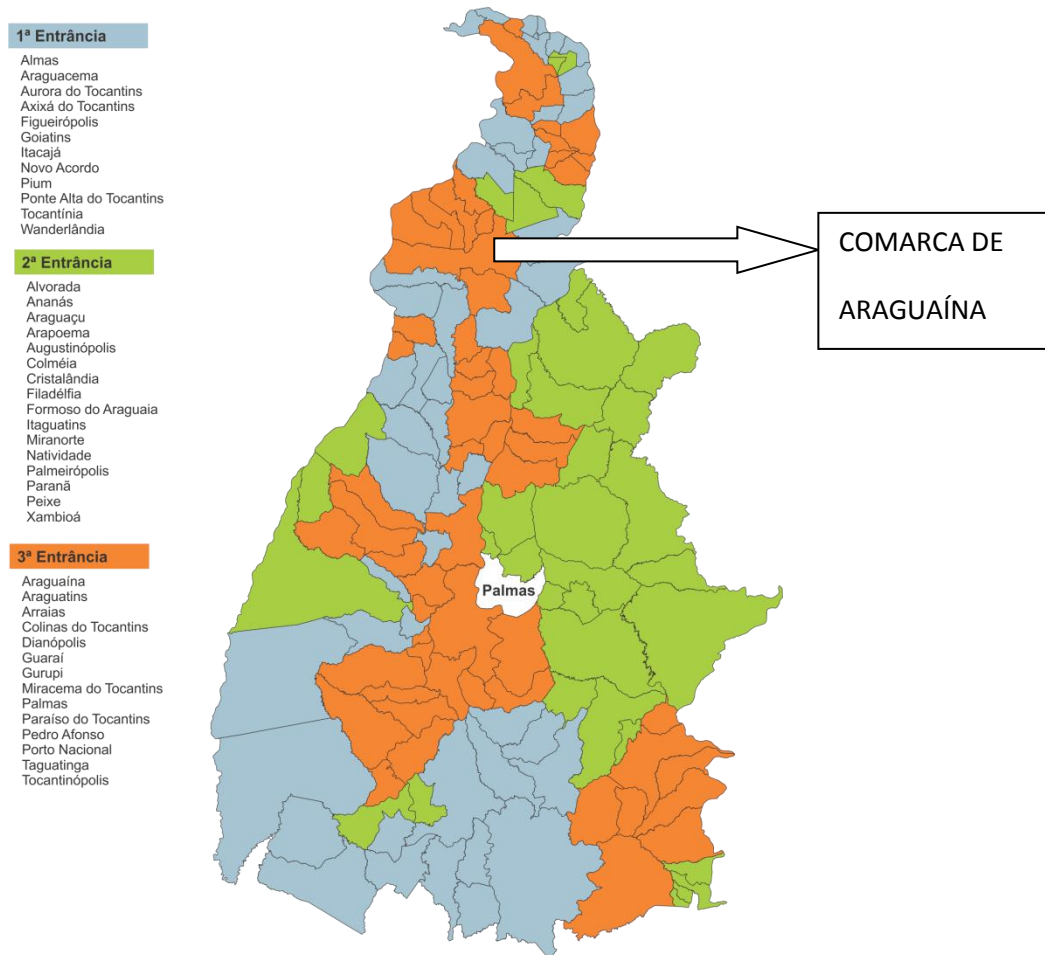 1ª Entrância
Almas
Araguacema
Aurora do Tocantins
Axixá do Tocantins
Figueirópolis
Goiatins
Itacajá
Novo Acordo
Pium
Ponte Alta do Tocantins
Tocantínia
Wanderlândia
2ª Entrância
Alvorada
Ananás
Araguaçu
Arapoema
Augustinópolis
Colméia
Cristalândia
Filadélfia
Formoso do Araguaia
Itaguatins
Miranorte
Natividade
Palmeirópolis
Paranã
Peixe
Xambioá
3ª Entrância
Araguaína
Araguatins
Arraias
Colinas do Tocantins
Dianópolis
Guaraí
Gurupi
Miracema do Tocantins
Palmas
Paraíso do Tocantins
Pedro Afonso
Porto Nacional
Taguatinga
Tocantinópolis
Palmas
COMARCA DE
ARAGUAÍNA